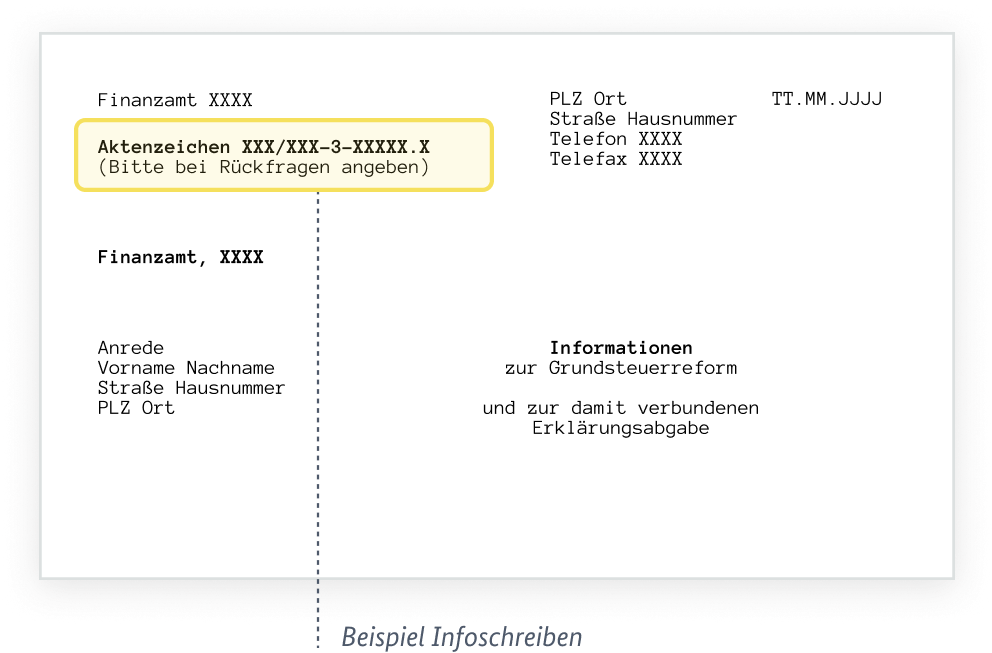 Finanzamt XXXX
Aktenzeichen XXX/XXX-3-XXXXX.X
(Bitte bei Rückfragen angeben)
PLZ Ort TT.MM.JJJJ
Straße Hausnummer
Telefon XXXX
Telefax XXXX
Finanzamt, XXXX
Anrede
Vorname Nachname
Straße Hausnummer
PLZ Ort
Informationen
zur Grundsteuerreform
und zur damit verbundenen
Erklärungsabgabe
Beispiel Infoschreiben